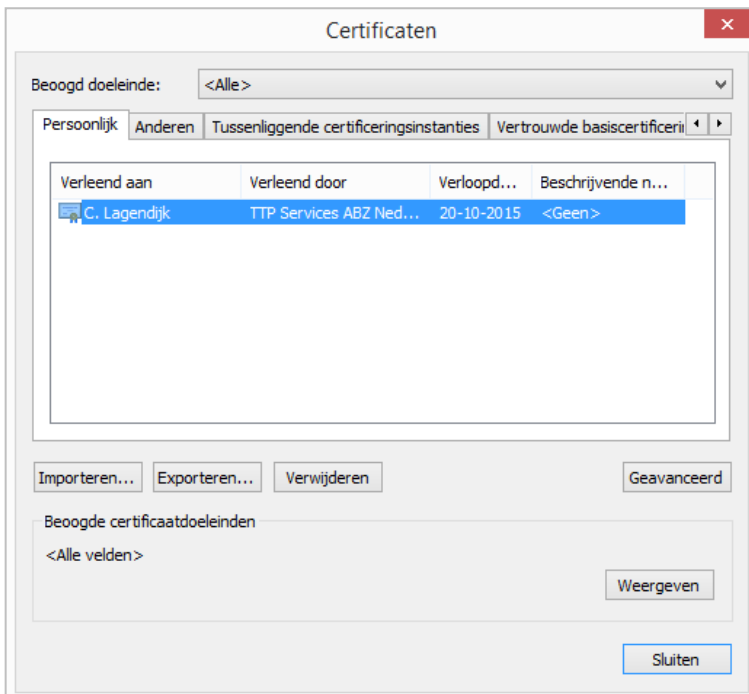 Certificaten
Beoogd doeleinde: <Alle>
Persoonlijk Anderen Tussenliggende certificeringsinstanties Vertrouwde basiscertificerin
Verleend aan Verleend door Verloopd... Beschrijvende n...
C. Lagendijk TTP Services ABZ Ned... 20-10-2015 <Geen>
Importeren... Exporteren... Verwijderen Geavanceerd
Beoogde certificaatdoeleinden
<Alle velden>
Weergeven
Sluiten